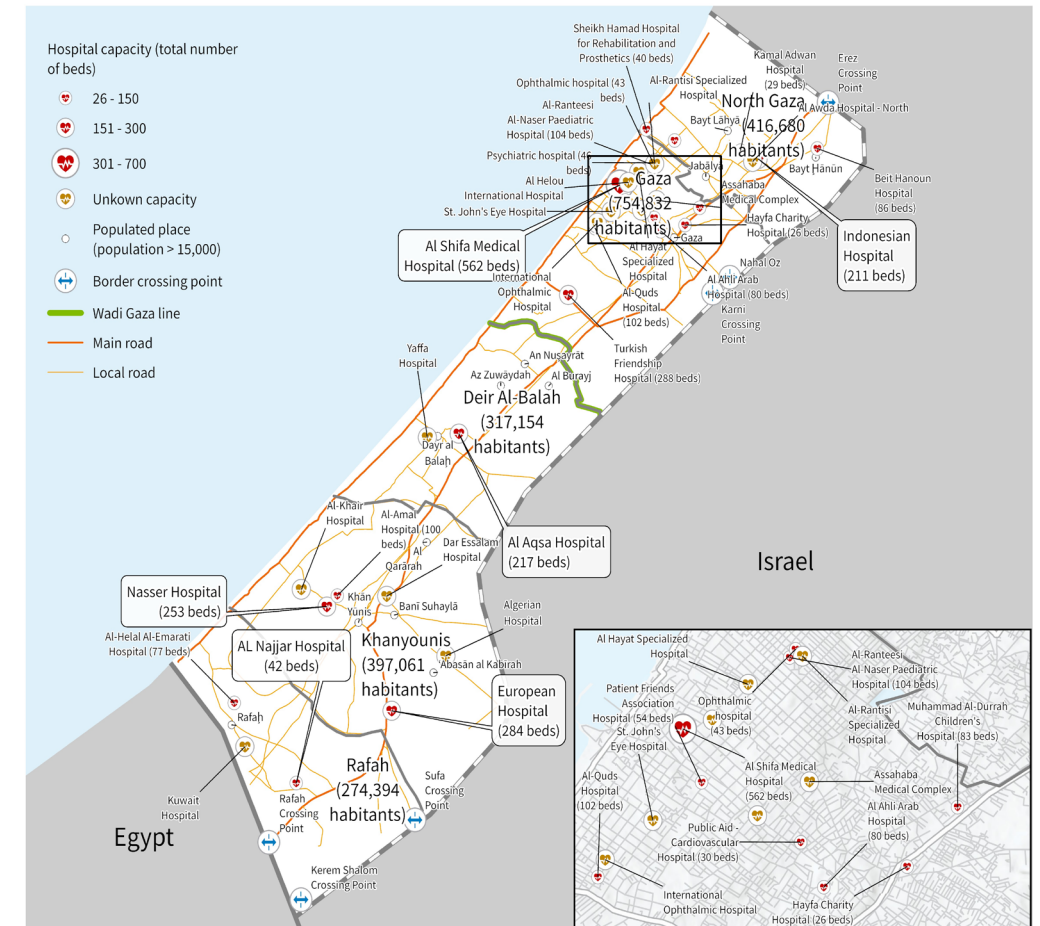 Hospital capacity (total number
of beds)
26 - 150
151 - 300
301 - 700
Unkown capacity
Populated place
(population > 15,000)
Border crossing point
Wadi Gaza line
Main road
Local road
Sheikh Hamad Hospital
for Rehabilitation and
Prosthetics (40 beds)
Kamal Adwan
Hospital
(29 beds)
Erez
Crossing
Point
Ophthalmic hospital (43
beds)
Al-Rantisi Specialized
Hospital
North Gaza
(416,680
habitants)
Al Awda Hospital - North
Al-Ranteesi
Al-Naser Paediatric
Hospital (104 beds)
Bayt Lāhyā
Psychiatric hospital (46
beds)
Jabālyā
Bayt Ḥānūn
Beit Hanoun
Hospital
(86 beds)
Al Helou
International Hospital
Gaza
(754,832
habitants)
Assahaba
Medical Complex
St. John's Eye Hospital
Hayfa Charity
Hospital (26 beds)
Gaza
Al Shifa Medical
Hospital (562 beds)
Indonesian
Hospital
(211 beds)
Al Hayat
Specialized
Hospital
Nahal Oz
International
Ophthalmic
Hospital
Al Ahli Arab
Hospital (80 beds)
Al-Quds
Hospital
(102 beds)
Karni
Crossing
Point
Turkish
Friendship
Hospital (288 beds)
Yaffa
Hospital
An Nuşayrāt
Az Zuwāydah
Al Burayj
Deir Al-Balah
(317,154
habitants)
Dayr al
Balaḩ
Al-Khair
Hospital
Al-Amal
Hospital (100
beds)
Al
Qarārah
Dar Essalam
Hospital
Al Aqsa Hospital
(217 beds)
Israel
Nasser Hospital
(253 beds)
Khān
Yūnis
Banī Suhaylā
Algerian
Hospital
Al-Helal Al-Emarati
Hospital (77 beds)
AL Najjar Hospital
(42 beds)
Khanyounis
(397,061
habitants)
'Abasān al Kabīrah
European
Hospital
(284 beds)
Rafaḩ
Rafah
(274,394
habitants)
Sufa
Crossing
Point
Kuwait
Hospital
Rafah
Crossing
Point
Egypt
Kerem Shalom
Crossing Point
Al Hayat Specialized
Hospital
Al-Ranteesi
Al-Naser Paediatric
Hospital (104 beds)
Patient Friends
Association
Hospital (54 beds)
Ophthalmic
hospital
(43 beds)
Al-Rantisi
Specialized
Hospital
Muhammad Al-Durrah
Children's
Hospital (83 beds)
St. John's
Eye Hospital
Al Shifa Medical
Hospital
(562 beds)
Assahaba
Medical Complex
Al-Quds
Hospital
(102 beds)
Al Ahli Arab
Hospital
(80 beds)
Public Aid -
Cardiovascular
Hospital (30 beds)
International
Ophthalmic Hospital
Hayfa Charity
Hospital (26 beds)